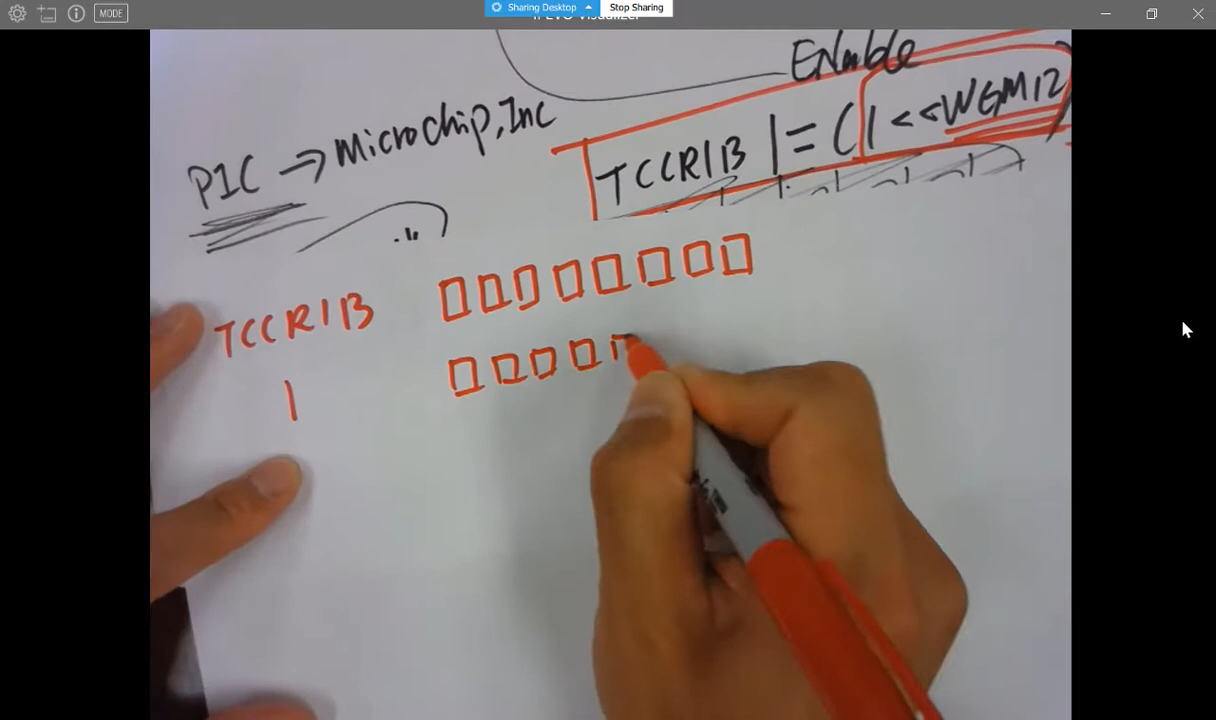 MODE
Sharing Desktop
Stop Sharing
ENable
PIC → Microchip, Inc
TCCR1B |= (1 <<WGM12)
TCCR1B
1